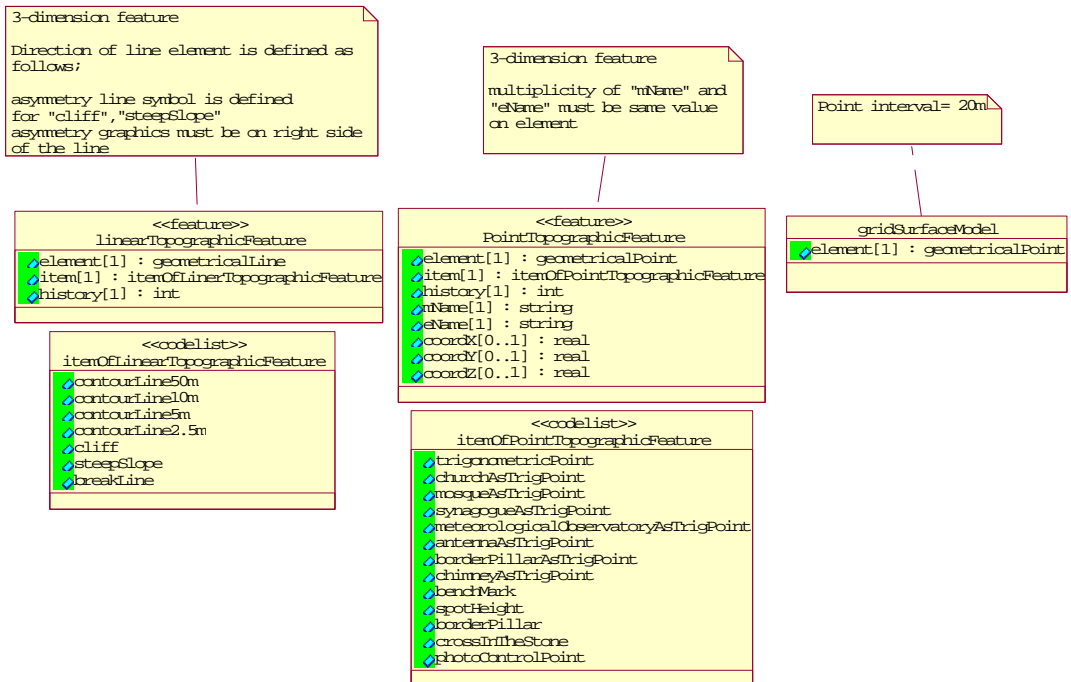 3-dimension feature
Direction of line element is defined as
follows;
asymmetry line symbol is defined
for "cliff","steepSlope"
asymmetry graphics must be on right side
of the line
3-dimension feature
multiplicity of "mName" and
"eName" must be same value
on element
Point interval= 20m
<<feature>>
linearTopographicFeature
element[1] : geometricalLine
item[1] : itemOfLinerTopographicFeature
history[1] : int
<<codelist>>
itemOfLinearTopographicFeature
contourLine50m
contourLine10m
contourLine5m
contourLine2.5m
cliff
steepSlope
breakLine
<<feature>>
PointTopographicFeature
element[1] : geometricalPoint
item[1] : itemOfPointTopographicFeature
history[1] : int
mName[1] : string
eName[1] : string
coordX[0..1] : real
coordY[0..1] : real
coordZ[0..1] : real
<<codelist>>
itemOfPointTopographicFeature
trigonometricPoint
churchAsTrigPoint
mosqueAsTrigPoint
synagogueAsTrigPoint
meteorologicalObservatoryAsTrigPoint
antennaAsTrigPoint
borderPillarAsTrigPoint
chimneyAsTrigPoint
benchMark
spotHeight
borderPillar
crossInTheStone
photoControlPoint
gridSurfaceModel
element[1] : geometricalPoint